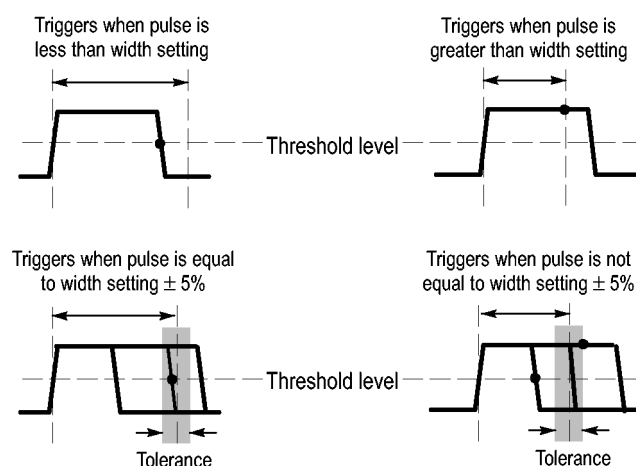 Triggers when pulse is
less than width setting
Triggers when pulse is
greater than width setting
Threshold level
Triggers when pulse is equal
to width setting ± 5%
Triggers when pulse is not
equal to width setting ± 5%
Threshold level
Tolerance
Tolerance